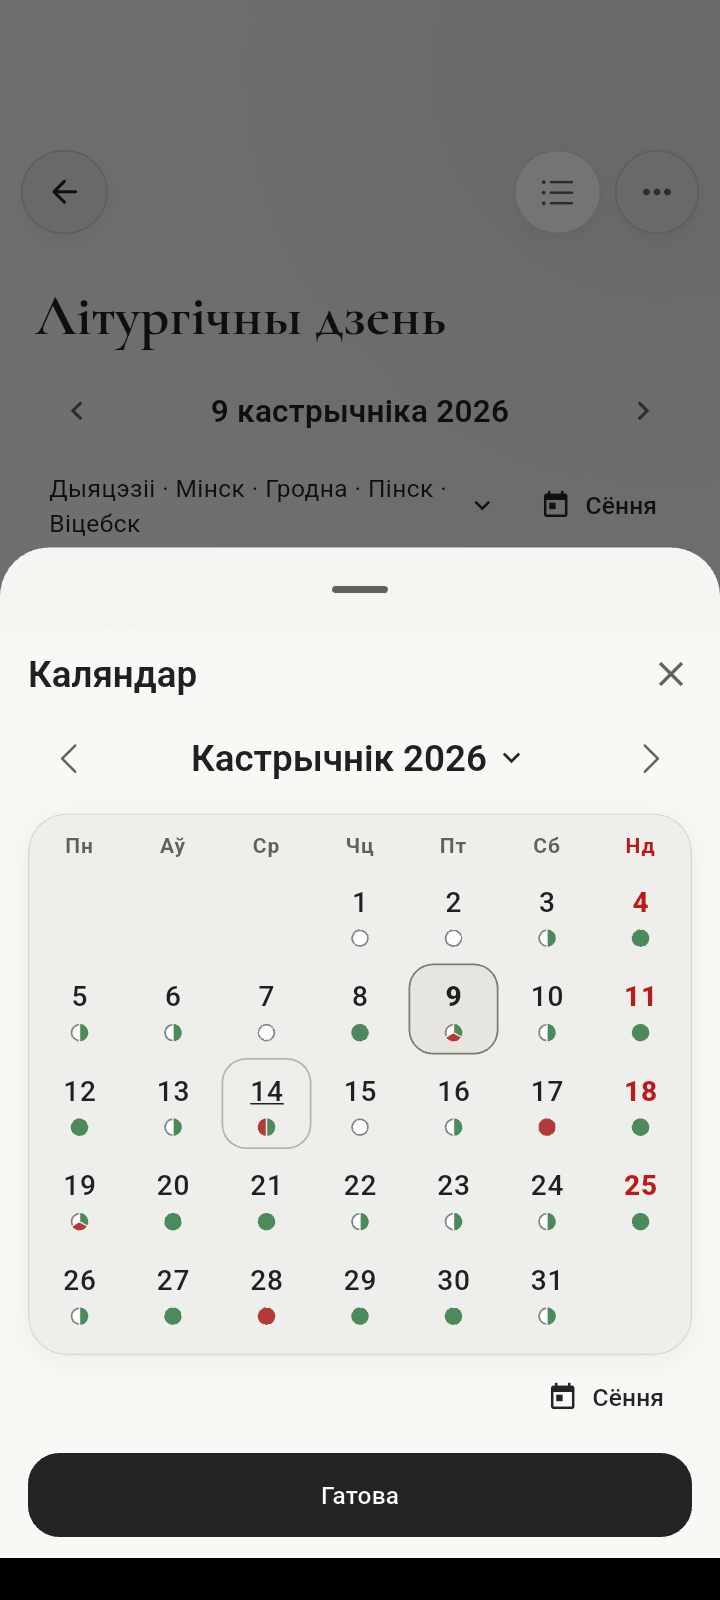 Літургічны дзень
9 кастрычніка 2026
Дыяцэзіі · Мінск · Гродна · Пінск ·
Віцебск
Сёння
Каляндар
Кастрычнік 2026
Пн Аў Ср Чц Пт Сб Нд
1 2 3 4
5 6 7 8 9 10 11
12 13 14 15 16 17 18
19 20 21 22 23 24 25
26 27 28 29 30 31
Сёння
Гатова